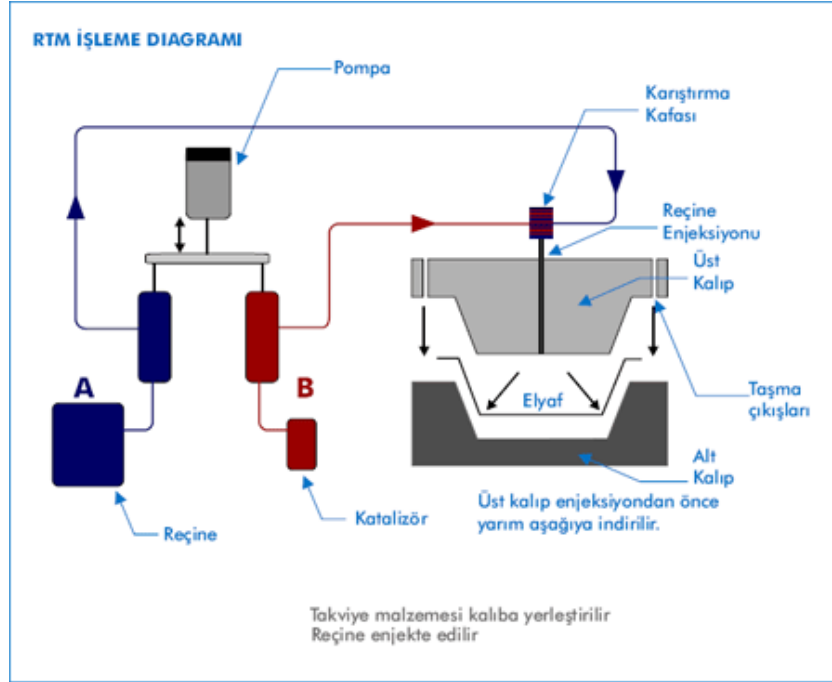 RTM İŞLEME DIAGRAMI
Pompa
Karıştırma
Kafası
Reçine
Enjeksiyonu
Üst
Kalıp
A
B
Elyaf
Taşma
çıkışları
Alt
Kalıp
Katalizör
Reçine
Üst kalıp enjeksiyondan önce
yarım aşağıya indirilir.
Takviye malzemesi kalıba yerleştirilir
Reçine enjekte edilir